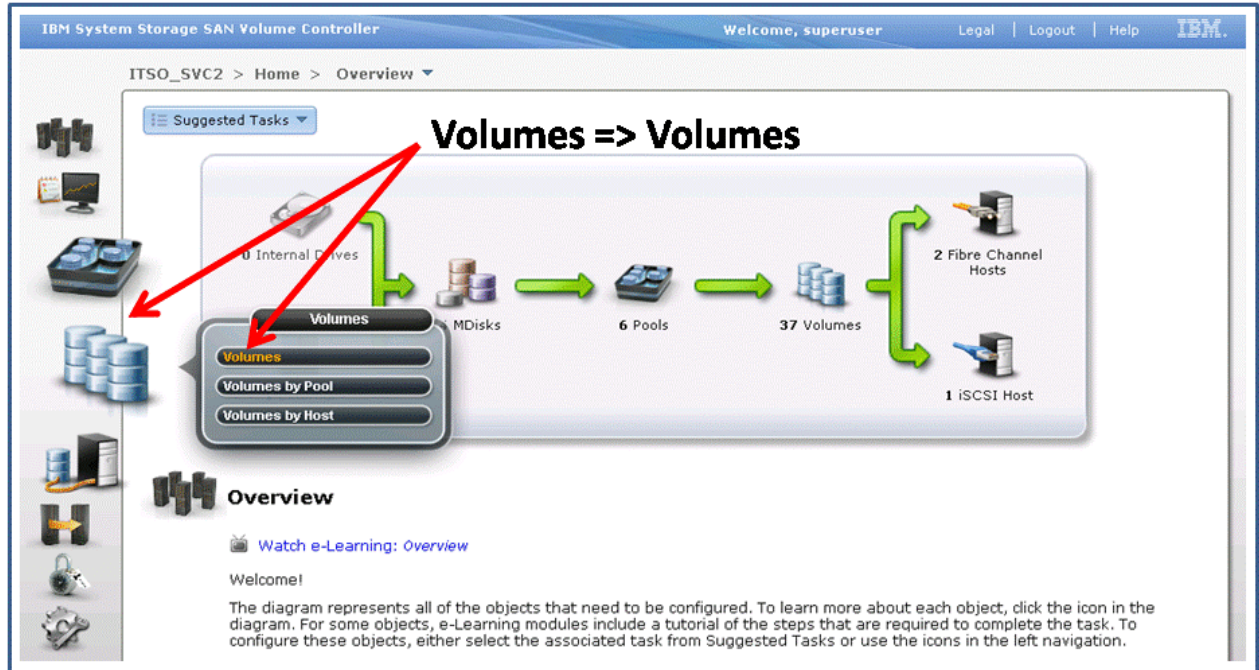 IBM System Storage SAN Volume Controller
Welcome, superuser
Legal | Logout | Help
IBM.
ITSO_SVC2 > Home > Overview
Suggested Tasks
Volumes => Volumes
0 Internal Drives
MDisks
6 Pools
37 Volumes
2 Fibre Channel
Hosts
1 iSCSI Host
Volumes
Volumes
Volumes by Pool
Volumes by Host
Overview
Watch e-Learning: Overview
Welcome!
The diagram represents all of the objects that need to be configured. To learn more about each object, click the icon in the
diagram. For some objects, e-Learning modules include a tutorial of the steps that are required to complete the task. To
configure these objects, either select the associated task from Suggested Tasks or use the icons in the left navigation.